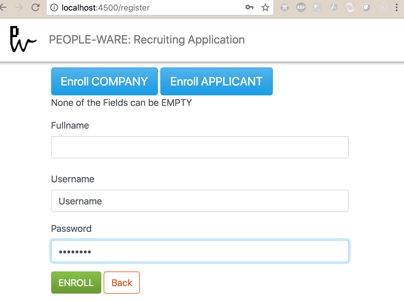 localhost:4500/register
PEOPLE-WARE: Recruiting Application
Enroll COMPANY Enroll APPLICANT
None of the Fields can be EMPTY
Fullname
Username
Username
Password
••••••••
ENROLL Back